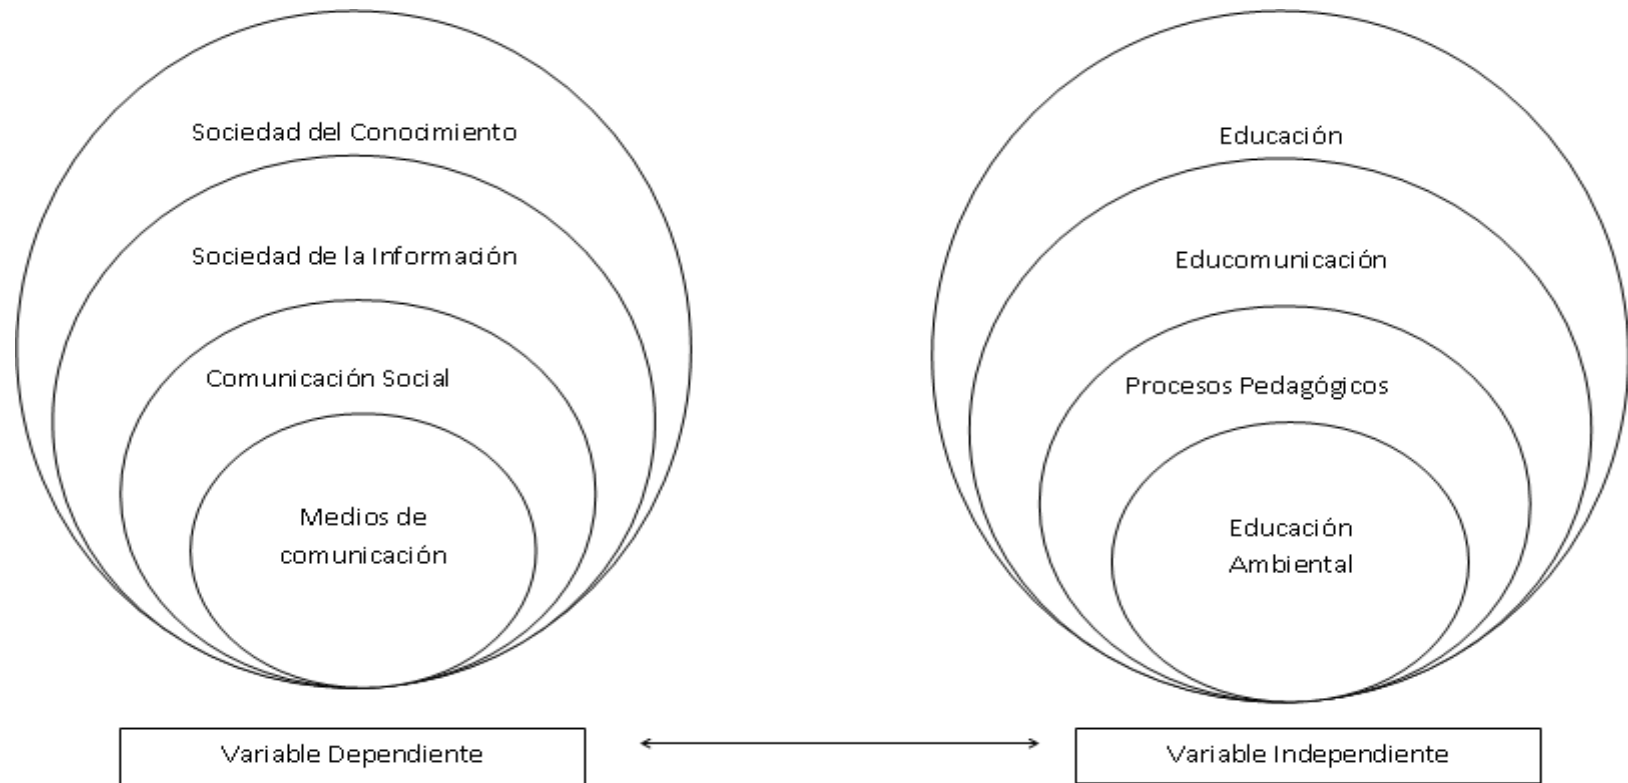 Sociedad del Conocimiento
Sociedad de la Información
Comunicación Social
Medios de
comunicación
Variable Dependiente
Educación
Educomunicación
Procesos Pedagógicos
Educación
Ambiental
Variable Independiente